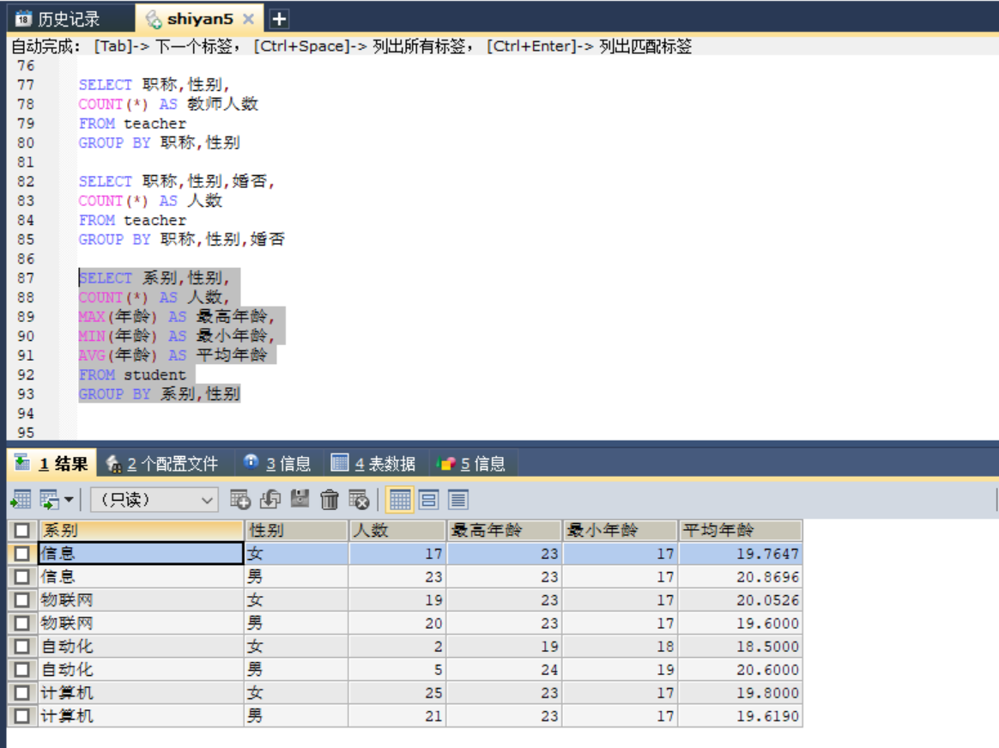 历史记录 shiyan5
自动完成: [Tab]-> 下一个标签, [Ctrl+Space]-> 列出所有标签, [Ctrl+Enter]-> 列出匹配标签
76
77 SELECT 职称,性别,
78 COUNT(*) AS 教师人数
79 FROM teacher
80 GROUP BY 职称,性别
81
82 SELECT 职称,性别,婚否,
83 COUNT(*) AS 人数
84 FROM teacher
85 GROUP BY 职称,性别,婚否
86
87 SELECT 系别,性别,
88 COUNT(*) AS 人数,
89 MAX(年龄) AS 最高年龄,
90 MIN(年龄) AS 最小年龄,
91 AVG(年龄) AS 平均年龄
92 FROM student
93 GROUP BY 系别,性别
94
95
1 结果 2 个配置文件 3 信息 4 表数据 5 信息
(只读)
系别 性别 人数 最高年龄 最小年龄 平均年龄
信息 女 17 23 17 19.7647
信息 男 23 23 17 20.8696
物联网 女 19 23 17 20.0526
物联网 男 20 23 17 19.6000
自动化 女 2 19 18 18.5000
自动化 男 5 24 19 20.6000
计算机 女 25 23 17 19.8000
计算机 男 21 23 17 19.6190